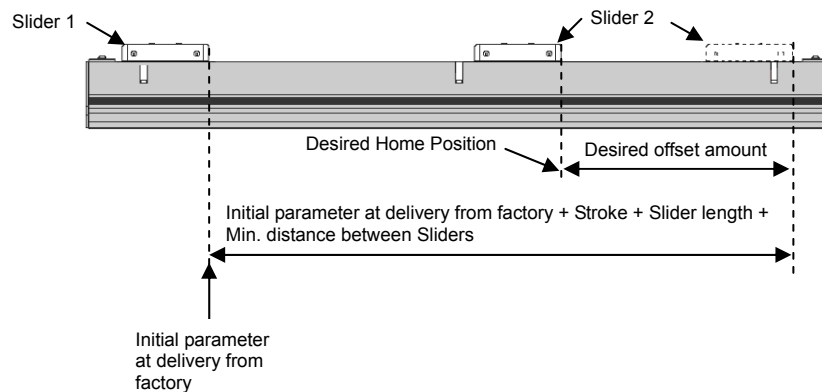 Slider 1
Slider 2
Desired Home Position
Desired offset amount
Initial parameter at delivery from factory + Stroke + Slider length +
Min. distance between Sliders
Initial parameter
at delivery from
factory